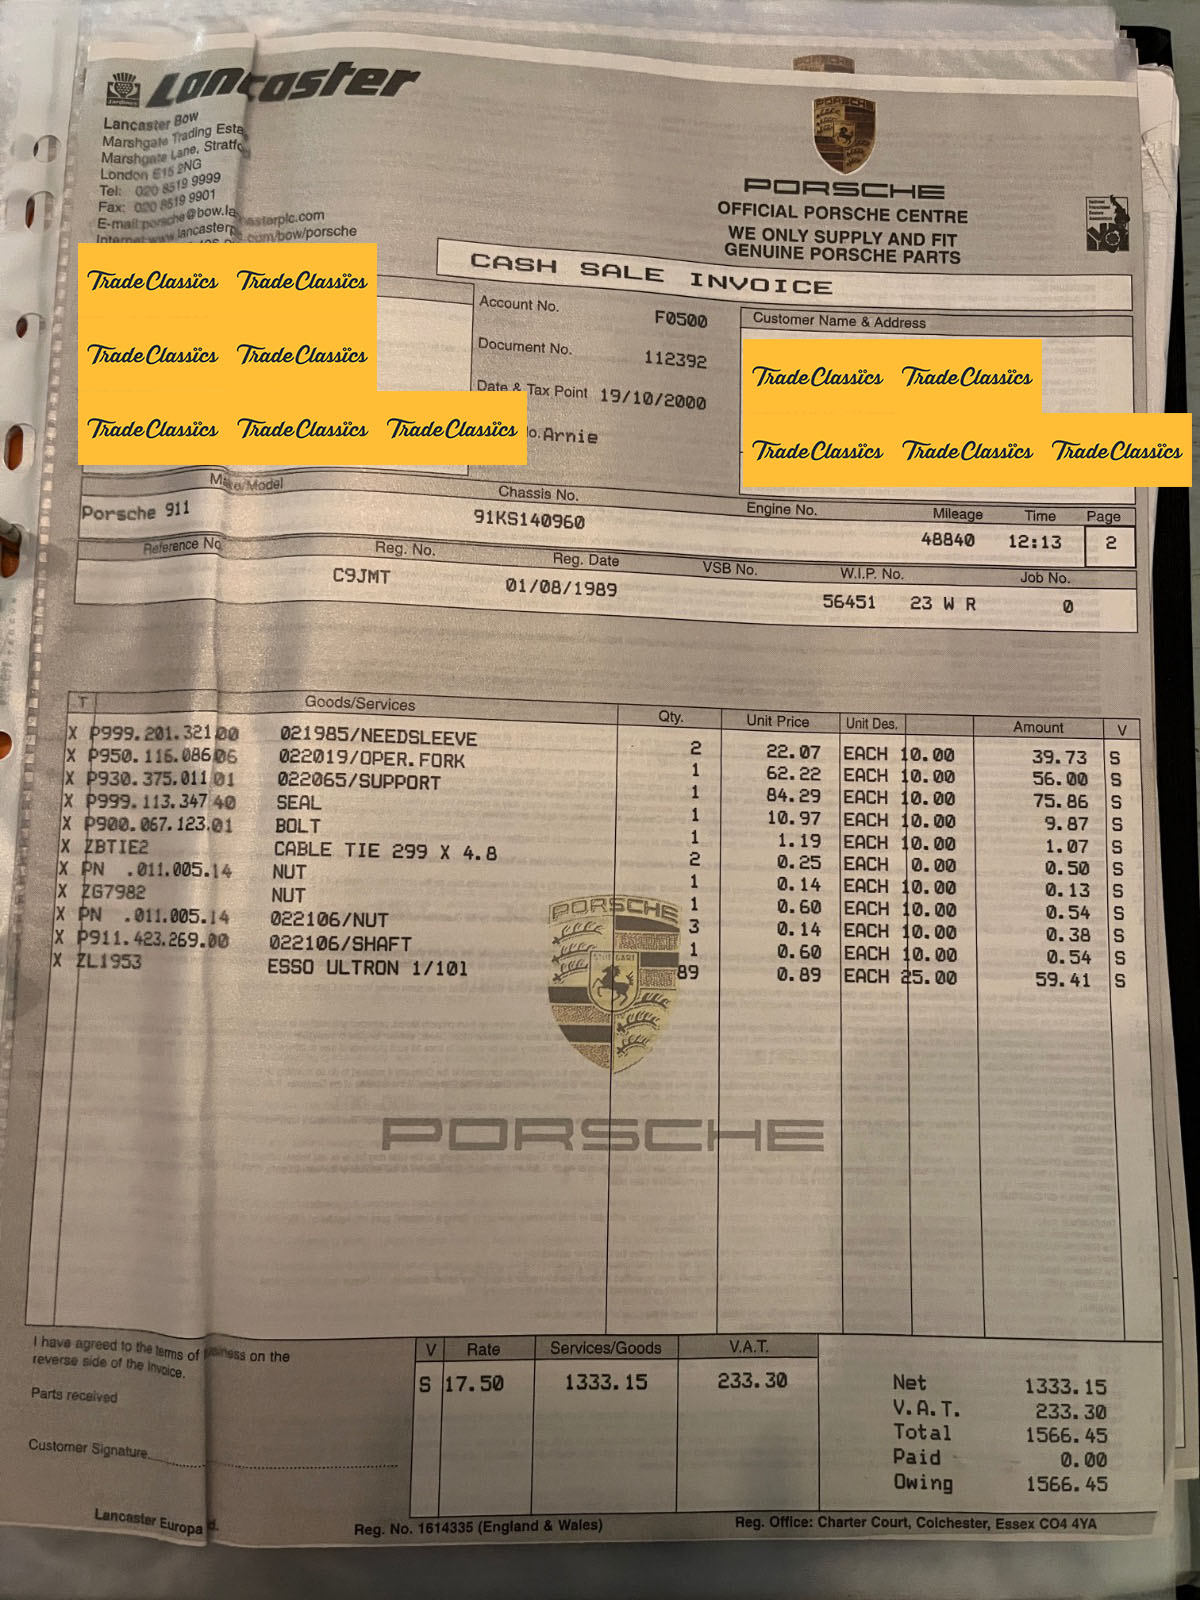 Lancaster
Jardines
Lancaster Bow
Marshgate Trading Esta
Marshgate Lane, Stratfo
London E15 2NG
Tel: 020 8519 9999
Fax: 020 8519 9901
E-mail:porsche@bow.lancasterplc.com
Internet:www.lancasterp com/bow/porsche
PORSCHE
PORSCHE
OFFICIAL PORSCHE CENTRE
WE ONLY SUPPLY AND FIT
GENUINE PORSCHE PARTS
CASH SALE INVOICE
Trade Classics Trade Classics
Trade Classics Trade Classics
Trade Classics Trade Classics Trade Classics
Account No. F0500
Document No. 112392
Date & Tax Point 19/10/2000
o. Arnie
Customer Name & Address
Trade Classics Trade Classics
Trade Classics Trade Classics Trade Classics
Make/Model Chassis No. Engine No. Mileage Time Page
Porsche 911 91KS140960 48840 12:13 2
Reference No Reg. No. Reg. Date VSB No. W.I.P. No. Job No.
C9JMT 01/08/1989 56451 23 W R 0
T Goods/Services Qty. Unit Price Unit Des. Amount V
X P999.201.321 00 021985/NEEDSLEEVE 2 22.07 EACH 10.00 39.73 S
X P950.116.086 06 022019/OPER.FORK 1 62.22 EACH 10.00 56.00 S
X P930.375.011 01 022065/SUPPORT 1 84.29 EACH 10.00 75.86 S
X P999.113.347 40 SEAL 1 10.97 EACH 10.00 9.87 S
X P900.067.123.01 BOLT 1 1.19 EACH 10.00 1.07 S
X ZBTIE2 CABLE TIE 299 X 4.8 2 0.25 EACH 0.00 0.50 S
X PN .011.005.14 NUT 1 0.14 EACH 10.00 0.13 S
X ZG7982 NUT 1 0.60 EACH 10.00 0.54 S
X PN .011.005.14 022106/NUT 3 0.14 EACH 10.00 0.38 S
X P911.423.269.00 022106/SHAFT 1 0.60 EACH 10.00 0.54 S
X ZL1953 ESSO ULTRON 1/10l 89 0.89 EACH 25.00 59.41 S
PORSCHE
STUTTGART
PORSCHE
I have agreed to the terms of business on the
reverse side of the invoice.
Parts received
Customer Signature
V Rate Services/Goods V.A.T.
S 17.50 1333.15 233.30
Net 1333.15
V.A.T. 233.30
Total 1566.45
Paid 0.00
Owing 1566.45
Lancaster Europa d.
Reg. No. 1614335 (England & Wales)
Reg. Office: Charter Court, Colchester, Essex CO4 4YA